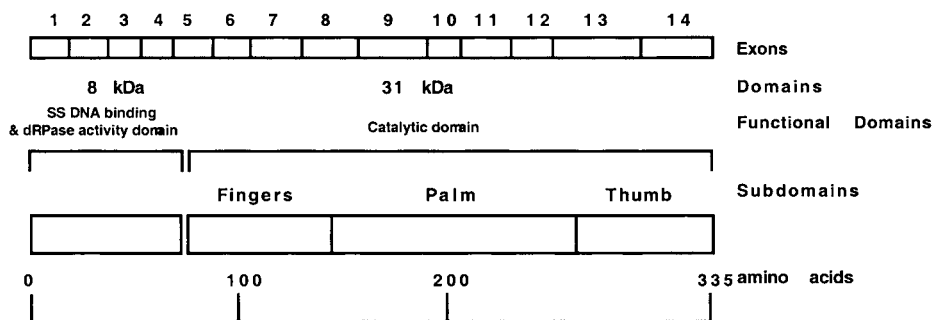 1 2 3 4 5 6 7 8 9 10 11 12 13 14
Exons
8 kDa 31 kDa Domains
SS DNA binding
& dRPase activity domain
Catalytic domain
Functional Domains
Fingers Palm Thumb Subdomains
0 100 200 335 amino acids